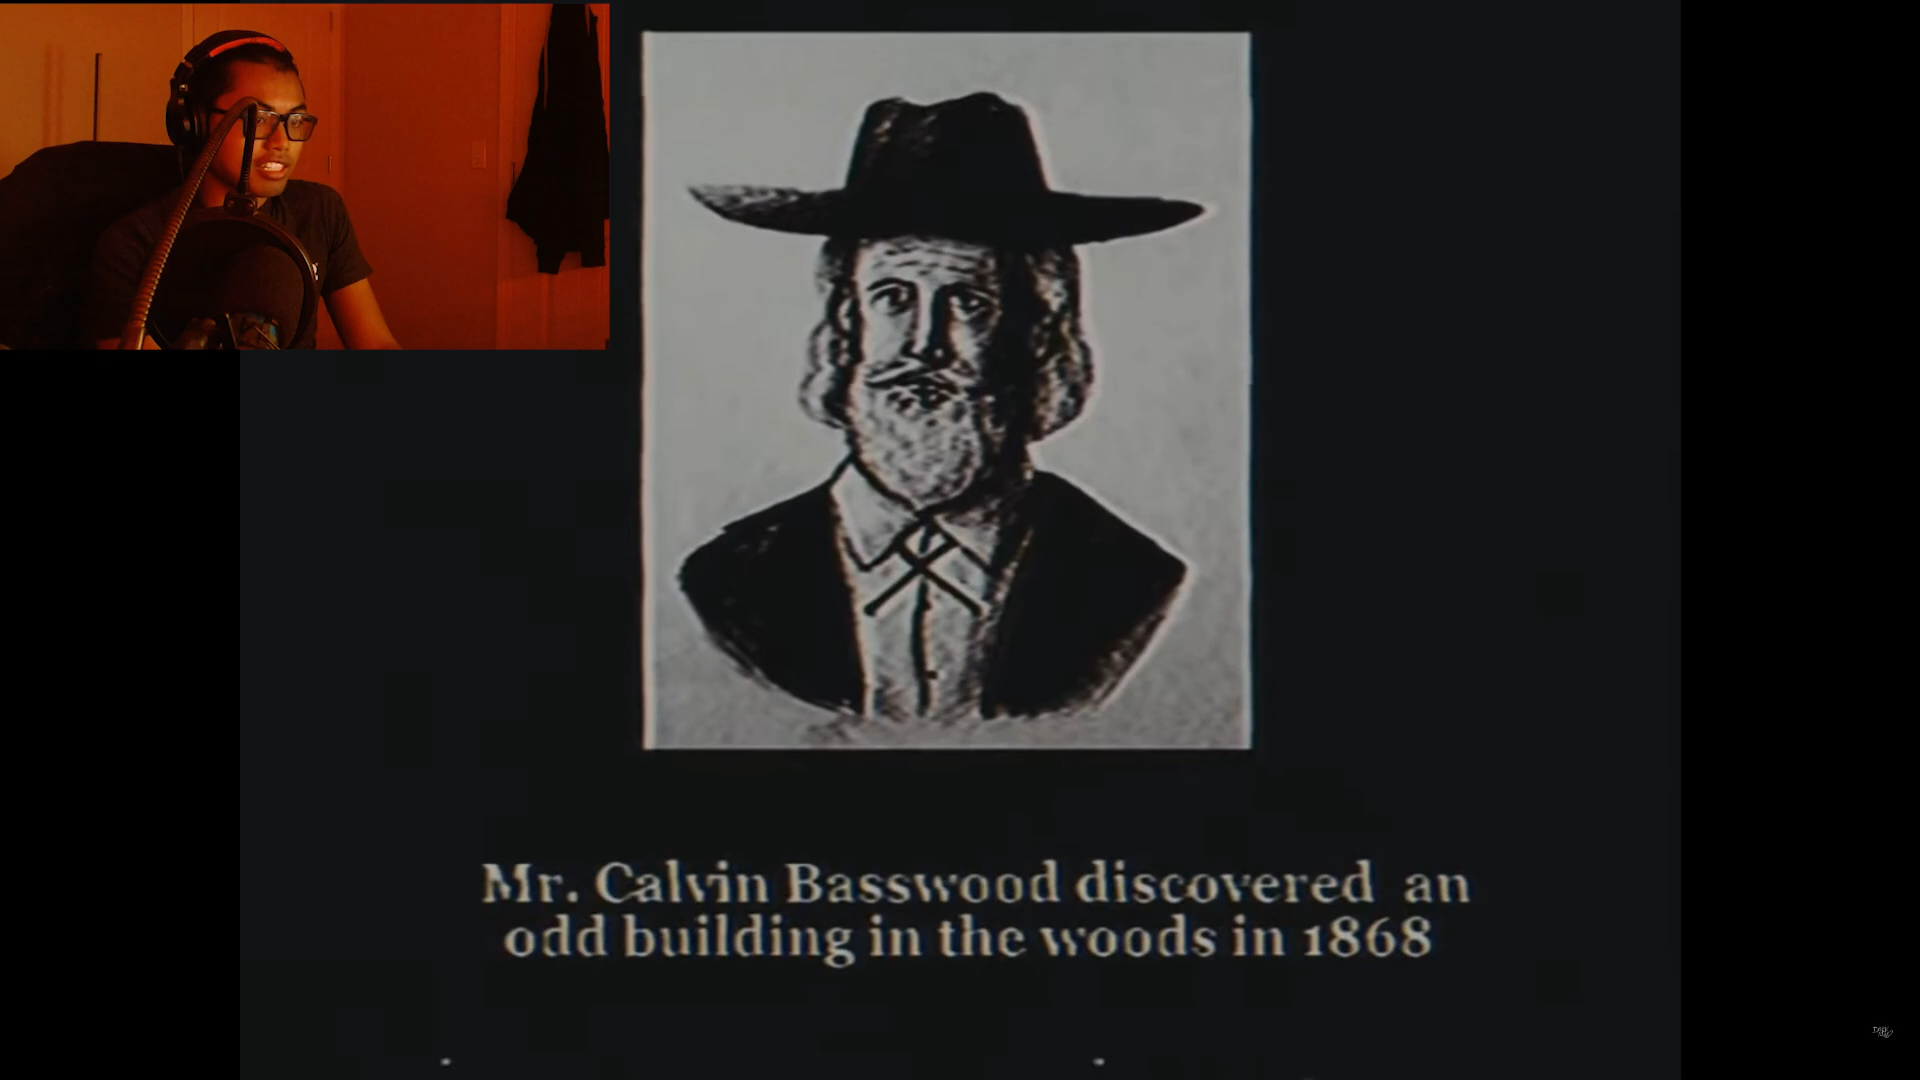 Mr. Calvin Basswood discovered an
odd building in the woods in 1868